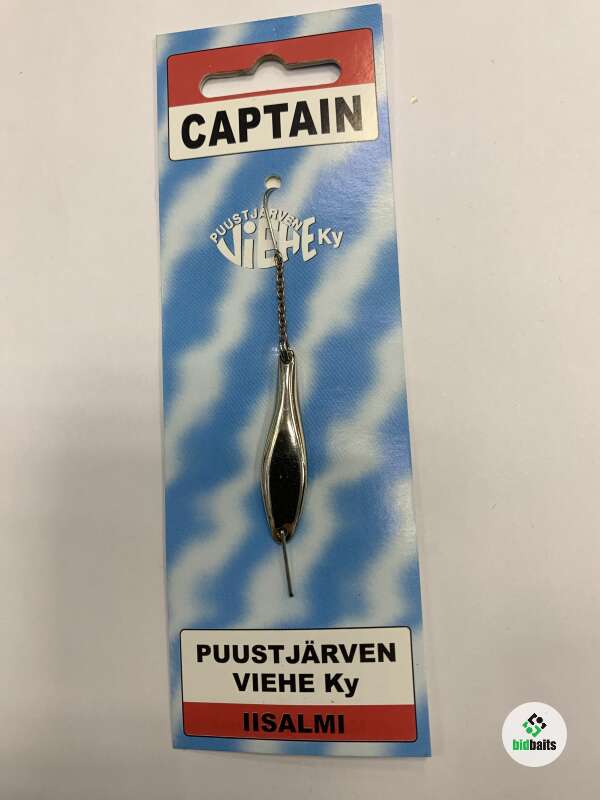 CAPTAIN
PUUSTJÄRVEN
ViEHE Ky
PUUSTJÄRVEN
VIEHE Ky
IISALMI
bidbaits